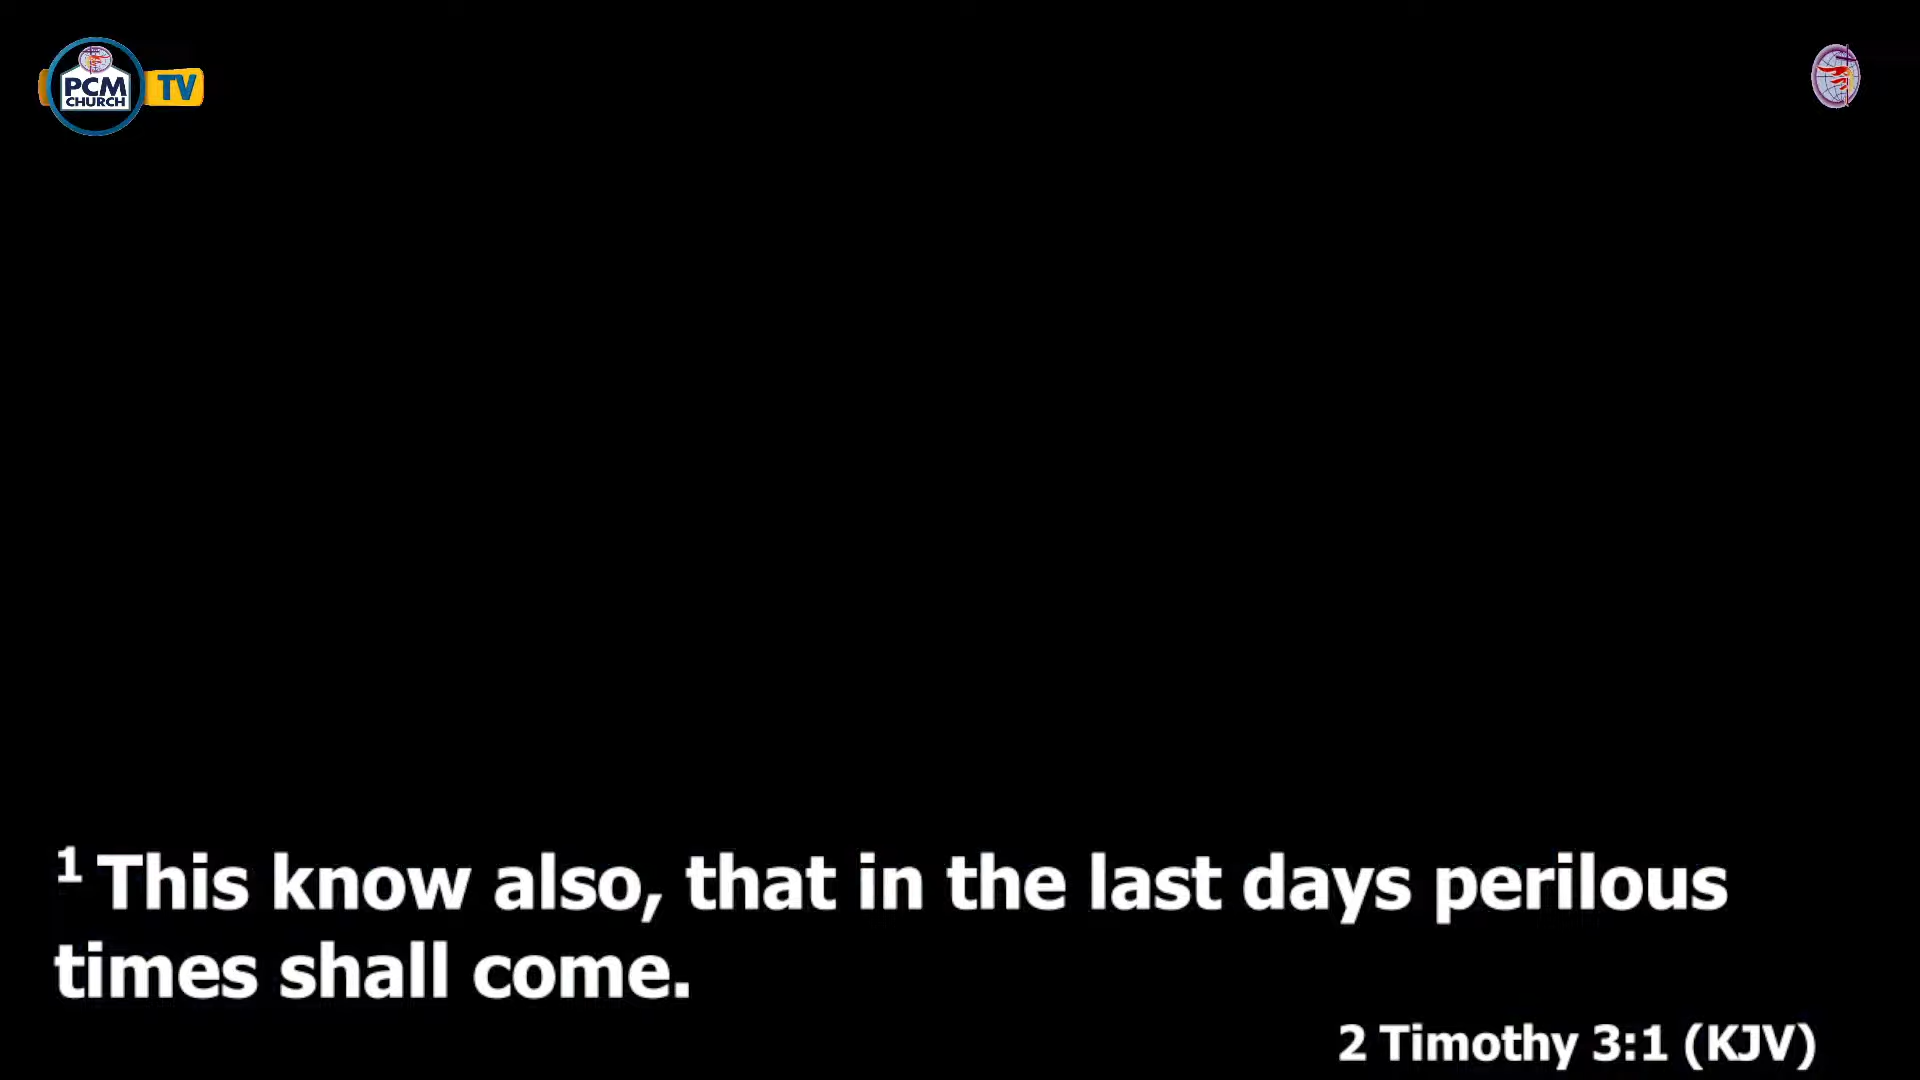 PCM
CHURCH
TV
1 This know also, that in the last days perilous
times shall come.
2 Timothy 3:1 (KJV)